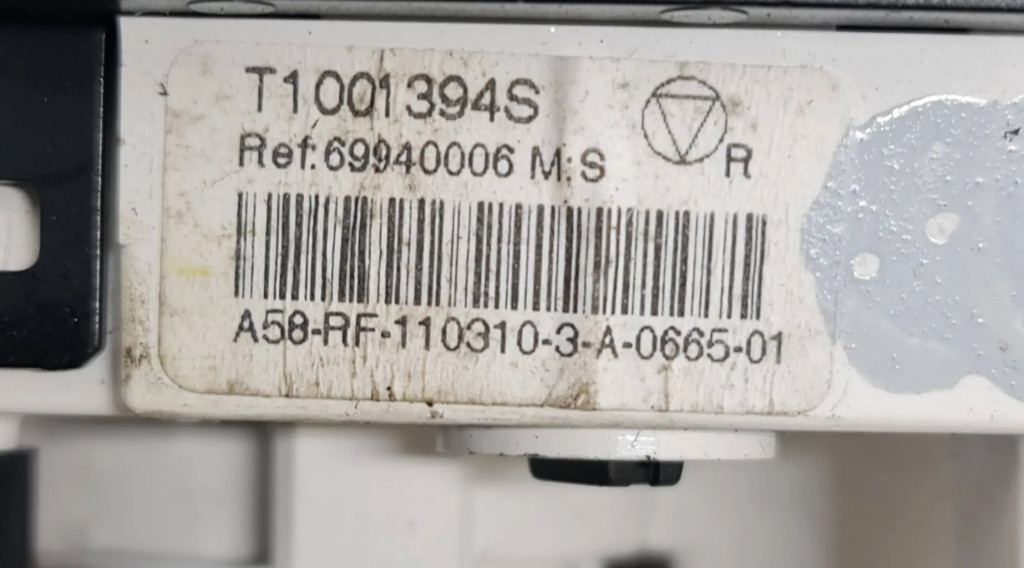 T1001394S
R
Ref:69940006 M:S
A58-RF-110310-3-A-0665-01